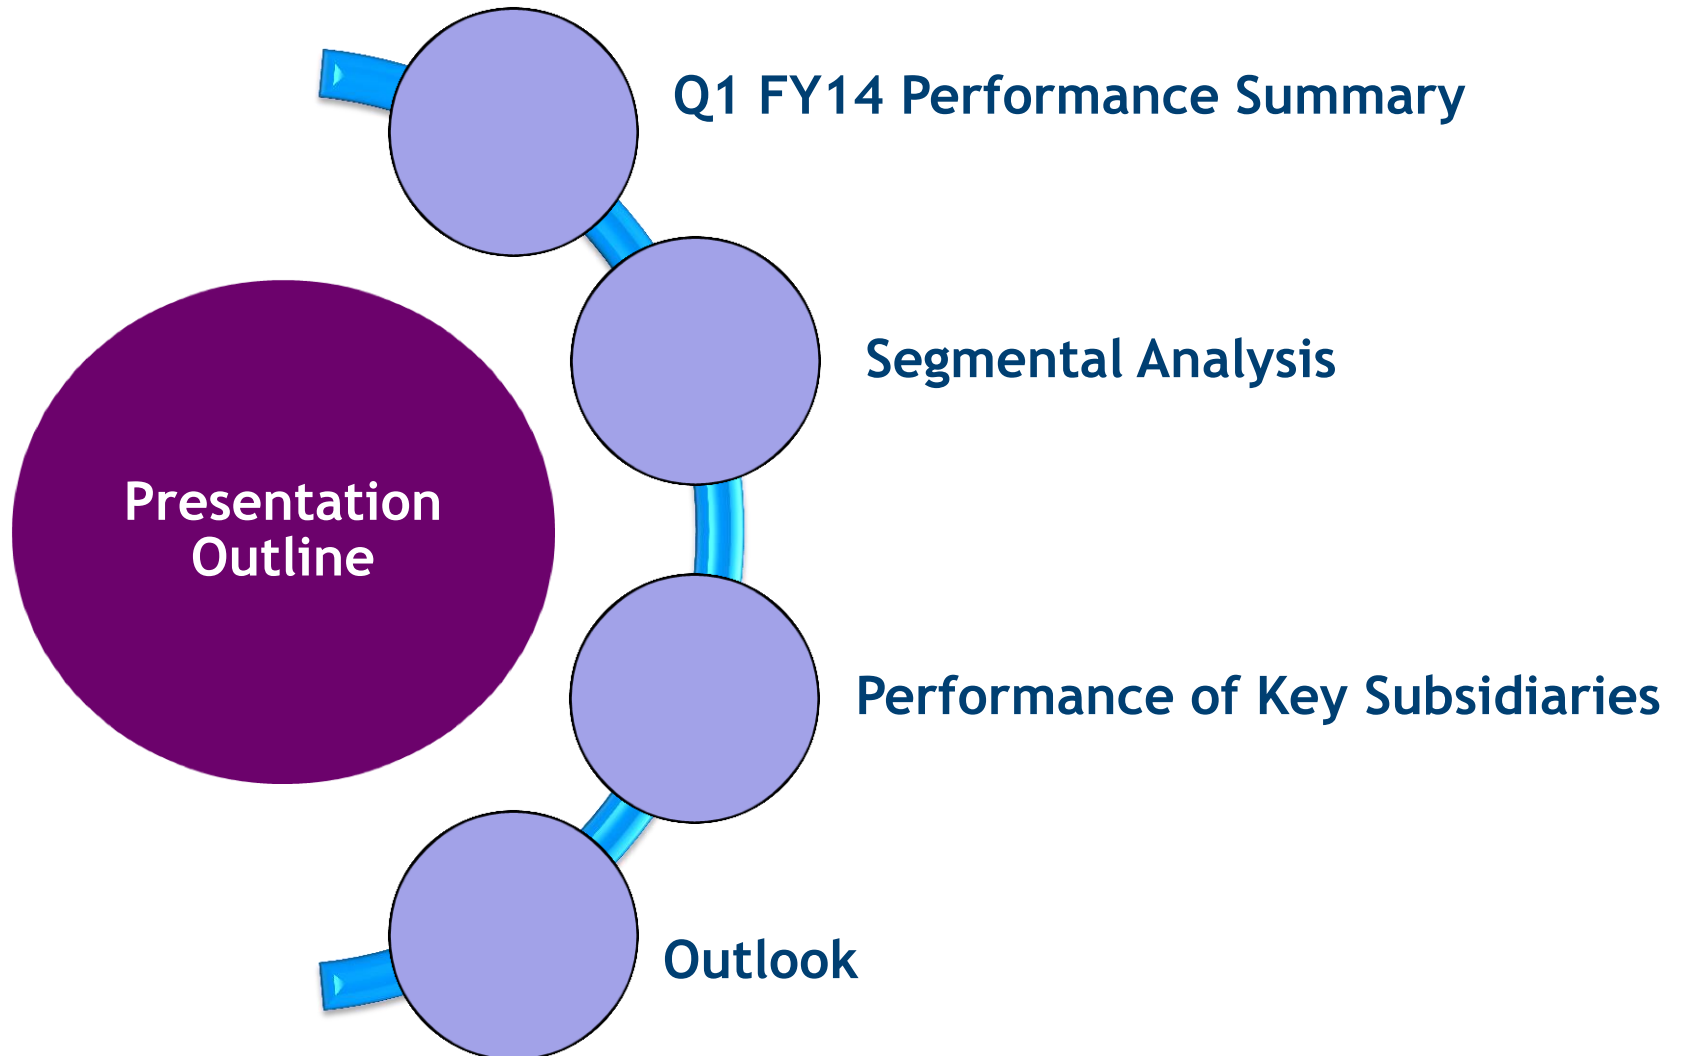 Q1 FY14 Performance Summary
Segmental Analysis
Presentation
Outline
Performance of Key Subsidiaries
Outlook